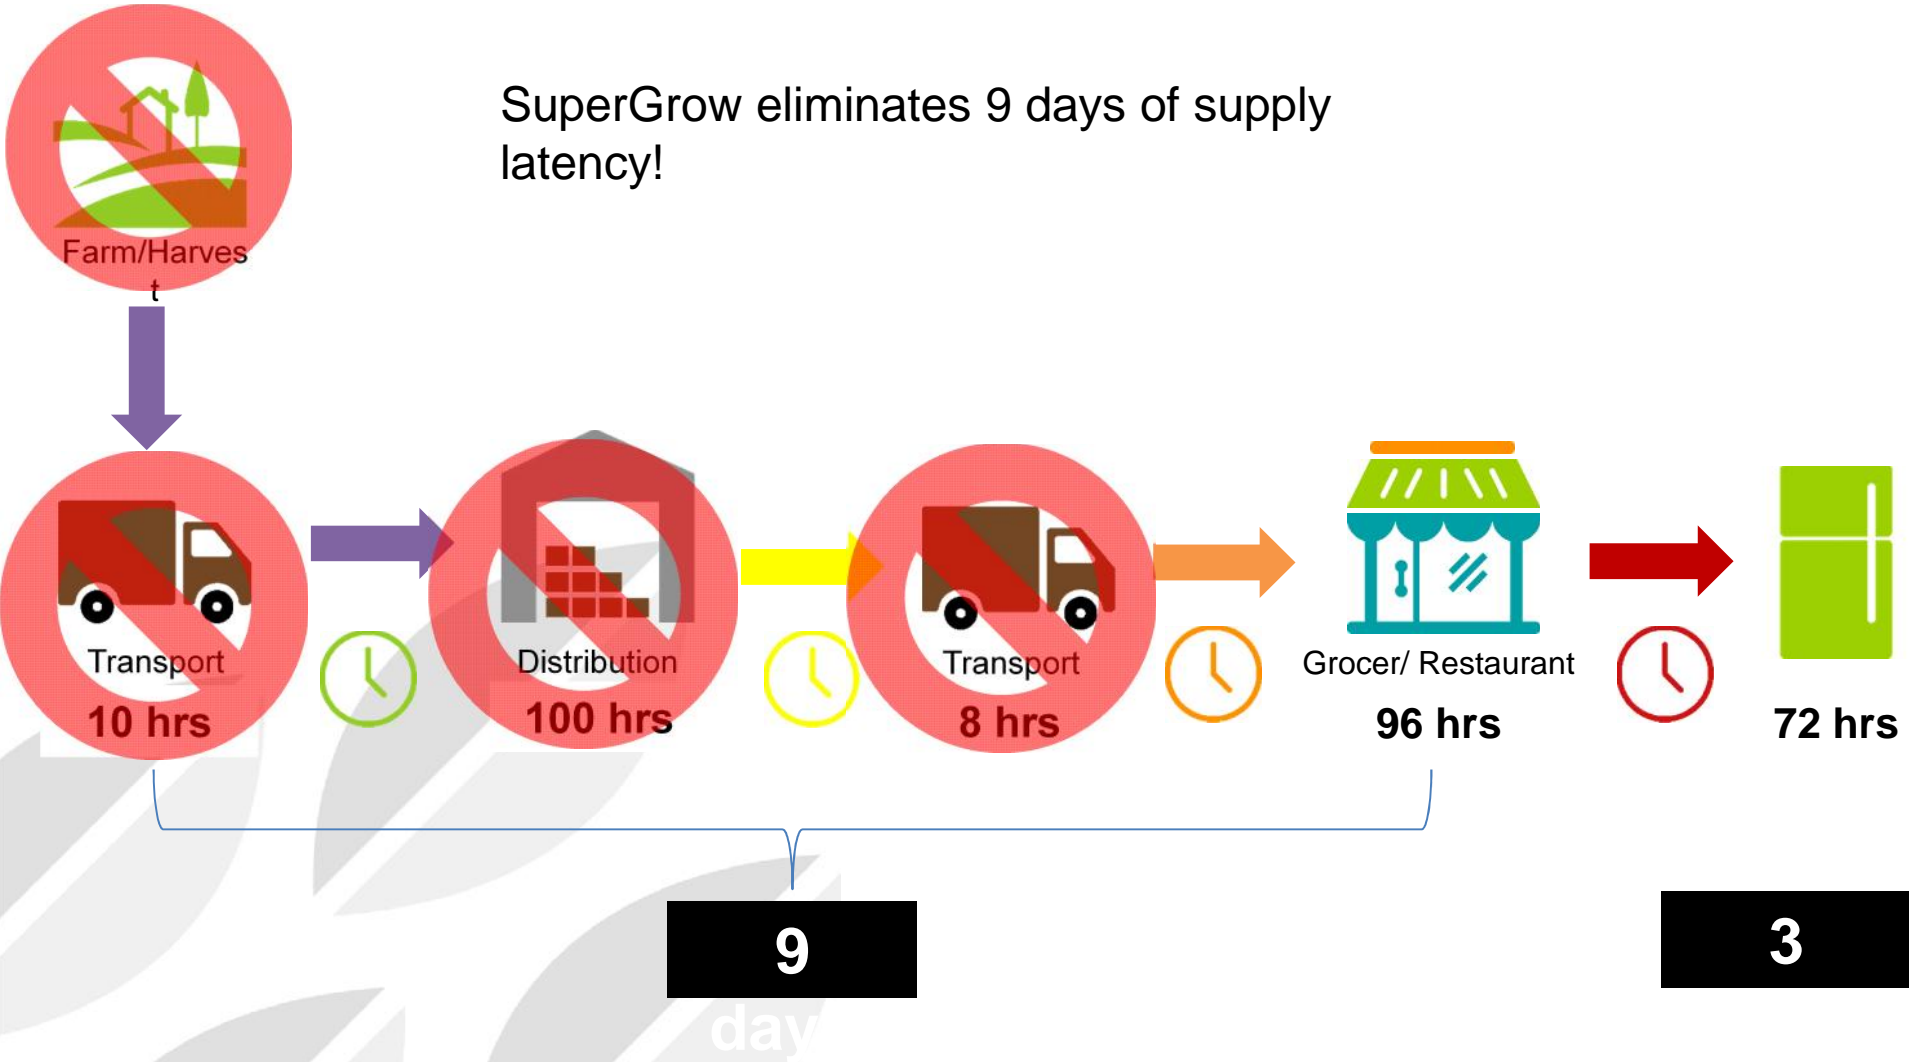 SuperGrow eliminates 9 days of supply
latency!
Farm/Harves
t
Transport
10 hrs
Distribution
100 hrs
Transport
8 hrs
Grocer/ Restaurant
96 hrs
72 hrs
9
day
3